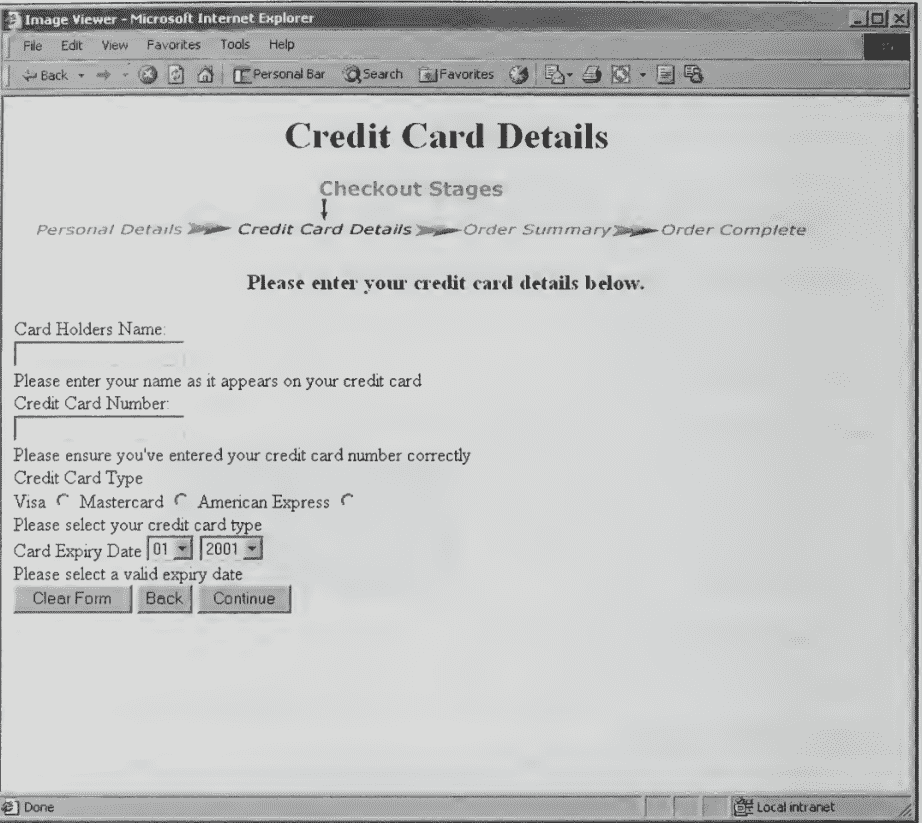 Image Viewer - Microsoft Internet Explorer
File Edit View Favorites Tools Help
Back Personal Bar Search Favorites
Credit Card Details
Checkout Stages
Personal Details Credit Card Details Order Summary Order Complete
Please enter your credit card details below.
Card Holders Name:
Please enter your name as it appears on your credit card
Credit Card Number:
Please ensure you've entered your credit card number correctly
Credit Card Type
Visa Mastercard American Express
Please select your credit card type
Card Expiry Date 01 2001
Please select a valid expiry date
Clear Form Back Continue
Done Local intranet